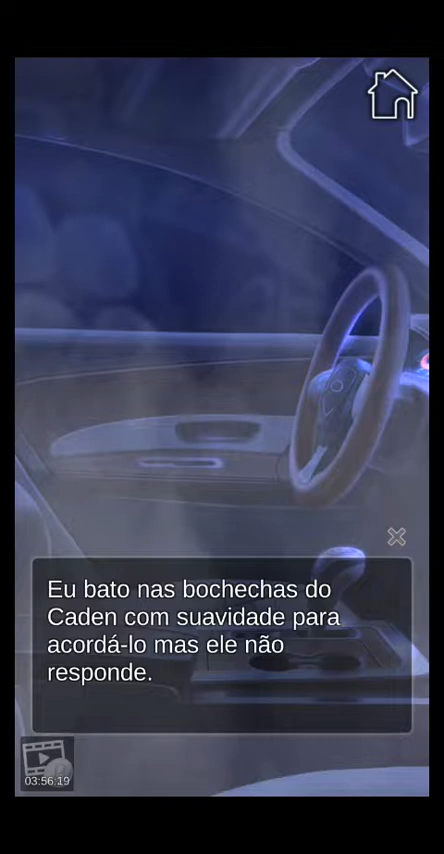 Eu bato nas bochechas do
Caden com suavidade para
acordá-lo mas ele não
responde.
03:56:19